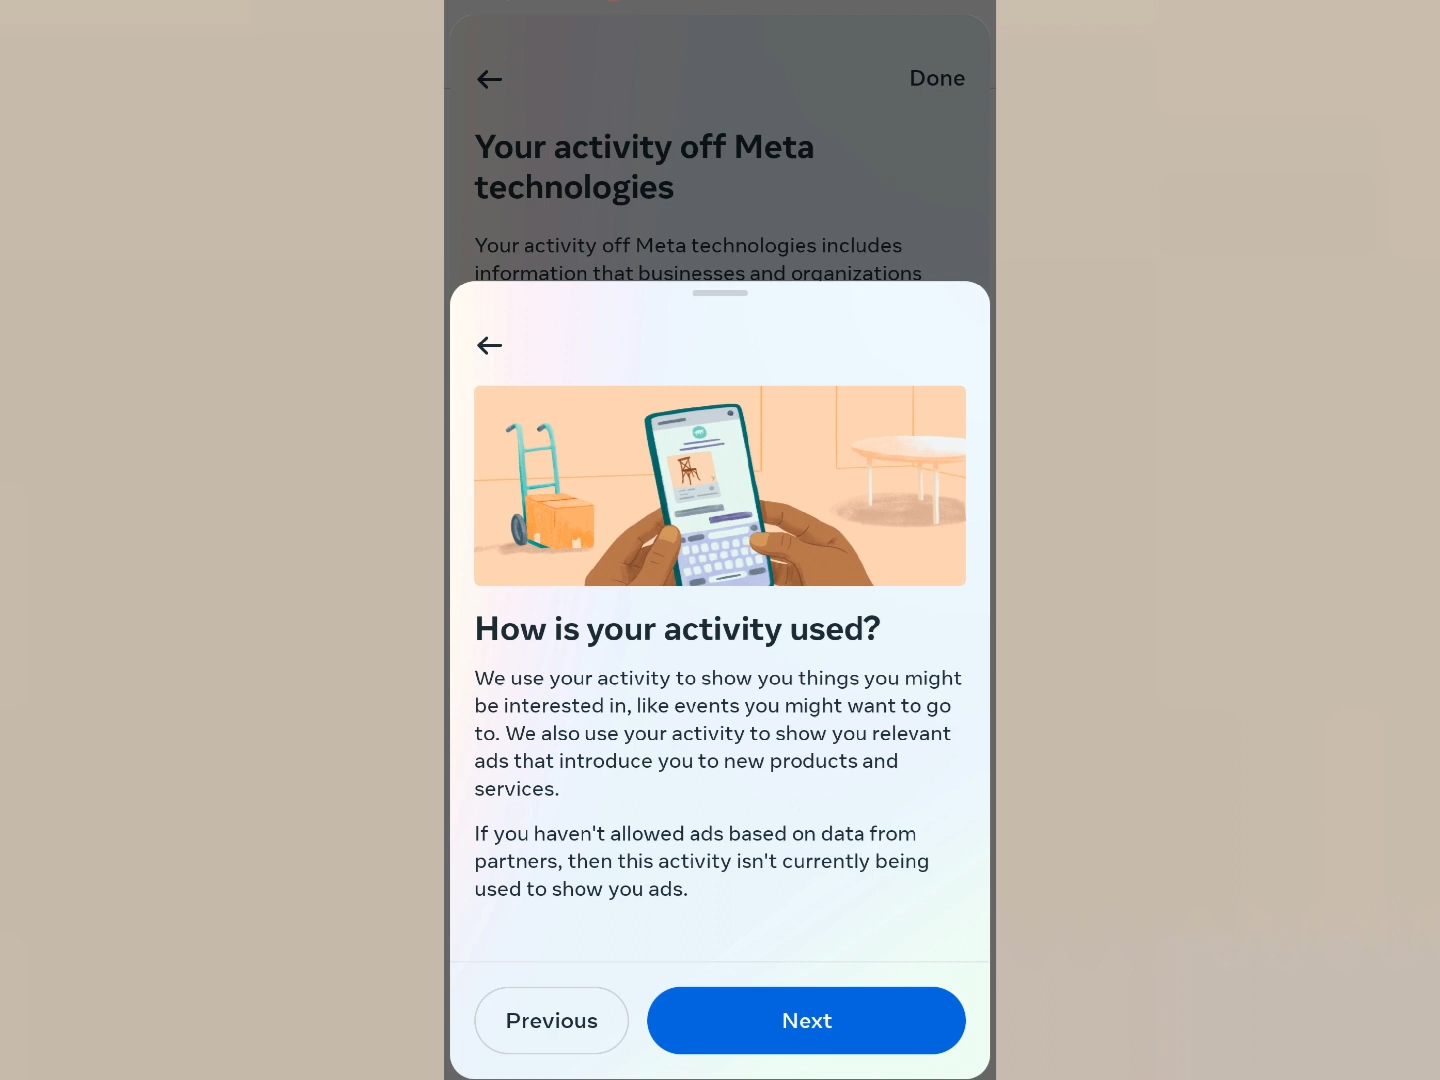 Done
Your activity off Meta
technologies
Your activity off Meta technologies includes
information that businesses and organizations
How is your activity used?
We use your activity to show you things you might
be interested in, like events you might want to go
to. We also use your activity to show you relevant
ads that introduce you to new products and
services.
If you haven't allowed ads based on data from
partners, then this activity isn't currently being
used to show you ads.
Previous
Next